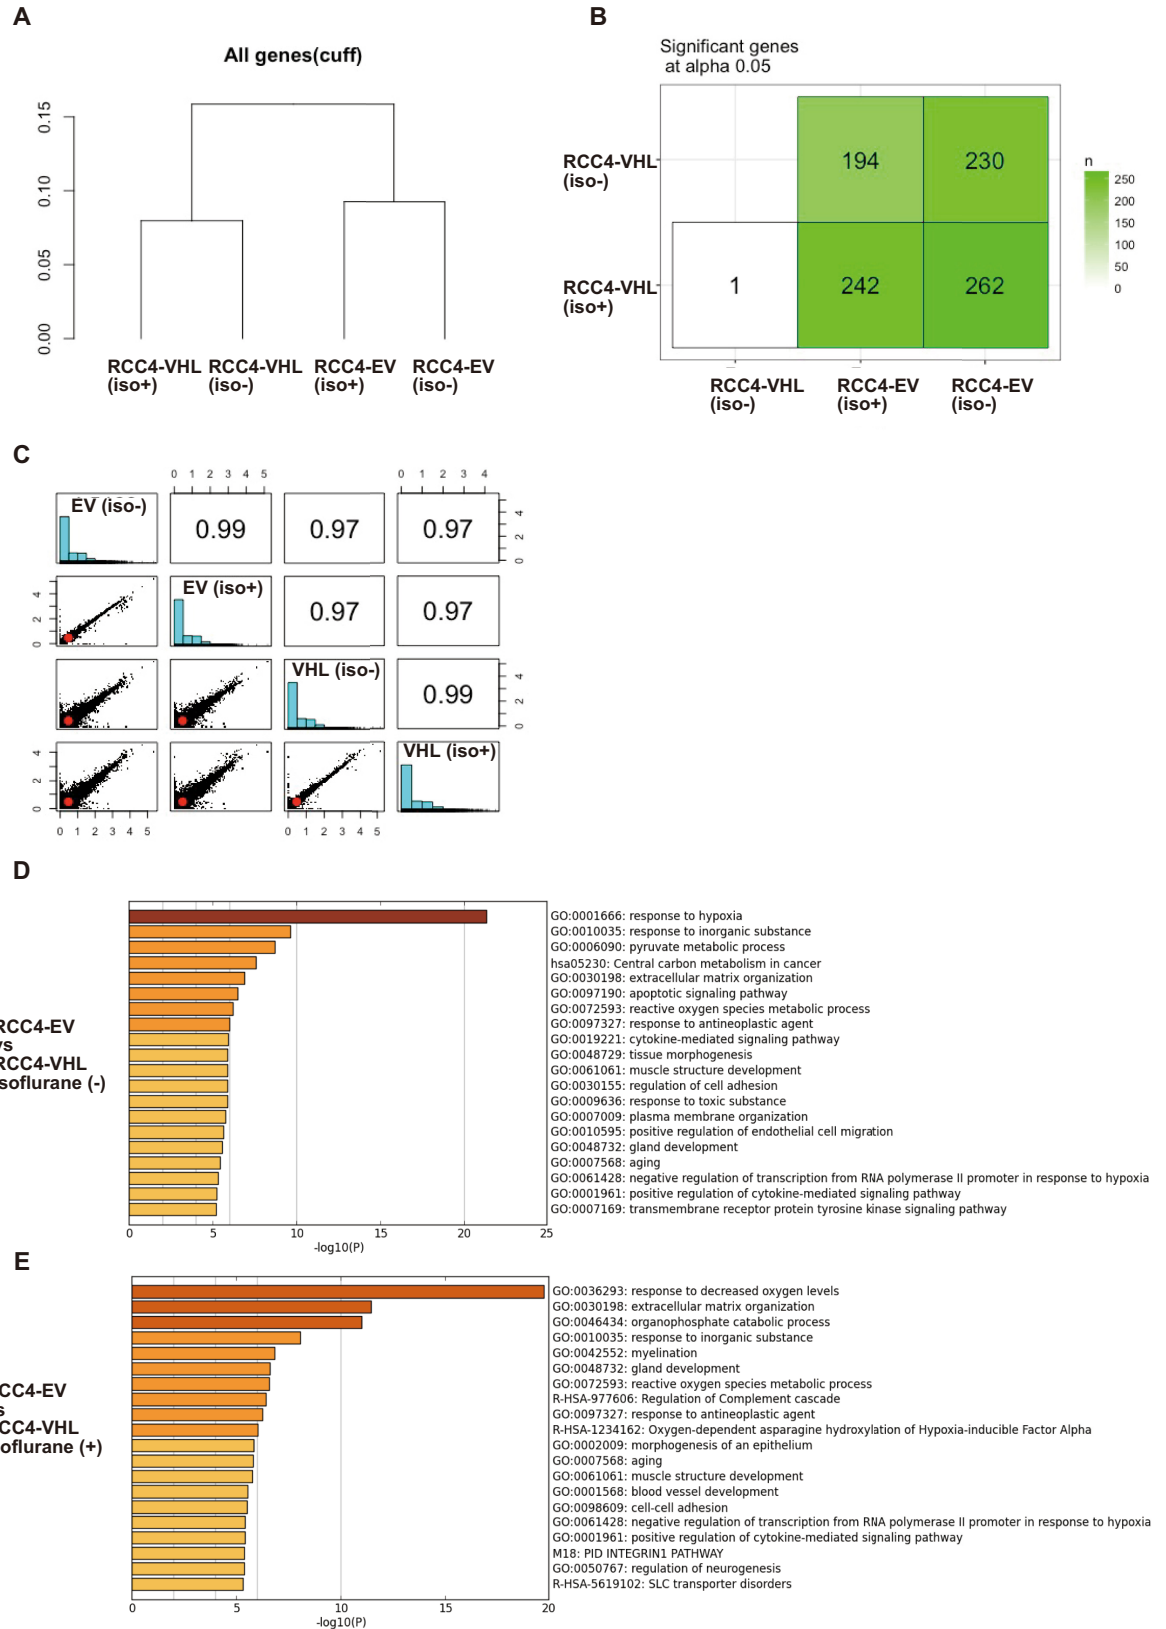 A
All genes(cuff)
0.15
0.10
0.05
0.00
RCC4-VHL
(iso+)
RCC4-VHL
(iso-)
RCC4-EV
(iso+)
RCC4-EV
(iso-)
B
Significant genes
at alpha 0.05
RCC4-VHL
(iso-)
194
230
RCC4-VHL
(iso+)
1
242
262
RCC4-VHL
(iso-)
RCC4-EV
(iso+)
RCC4-EV
(iso-)
n
250
200
150
100
50
0
C
0 1 2 3 4 5
0 1 2 3 4
EV (iso-)
0.99
0.97
0.97
0 2 4
0 2 4
EV (iso+)
0.97
0.97
VHL (iso-)
0.99
0 2 4
0 2 4
VHL (iso+)
0 1 2 3 4 5
0 1 2 3 4 5
D
RCC4-EV
vs
RCC4-VHL
soflurane (-)
GO:0001666: response to hypoxia
GO:0010035: response to inorganic substance
GO:0006090: pyruvate metabolic process
hsa05230: Central carbon metabolism in cancer
GO:0030198: extracellular matrix organization
GO:0097190: apoptotic signaling pathway
GO:0072593: reactive oxygen species metabolic process
GO:0097327: response to antineoplastic agent
GO:0019221: cytokine-mediated signaling pathway
GO:0048729: tissue morphogenesis
GO:0061061: muscle structure development
GO:0030155: regulation of cell adhesion
GO:0009636: response to toxic substance
GO:0007009: plasma membrane organization
GO:0010595: positive regulation of endothelial cell migration
GO:0048732: gland development
GO:0007568: aging
GO:0061428: negative regulation of transcription from RNA polymerase II promoter in response to hypoxia
GO:0001961: positive regulation of cytokine-mediated signaling pathway
GO:0007169: transmembrane receptor protein tyrosine kinase signaling pathway
0 5 10 15 20 25
-log10(P)
E
CC4-EV
s
CC4-VHL
oflurane (+)
GO:0036293: response to decreased oxygen levels
GO:0030198: extracellular matrix organization
GO:0046434: organophosphate catabolic process
GO:0010035: response to inorganic substance
GO:0042552: myelination
GO:0048732: gland development
GO:0072593: reactive oxygen species metabolic process
R-HSA-977606: Regulation of Complement cascade
GO:0097327: response to antineoplastic agent
R-HSA-1234162: Oxygen-dependent asparagine hydroxylation of Hypoxia-inducible Factor Alpha
GO:0002009: morphogenesis of an epithelium
GO:0007568: aging
GO:0061061: muscle structure development
GO:0001568: blood vessel development
GO:0098609: cell-cell adhesion
GO:0061428: negative regulation of transcription from RNA polymerase II promoter in response to hypoxia
GO:0001961: positive regulation of cytokine-mediated signaling pathway
M18: PID INTEGRIN1 PATHWAY
GO:0050767: regulation of neurogenesis
R-HSA-5619102: SLC transporter disorders
0 5 10 15 20
-log10(P)